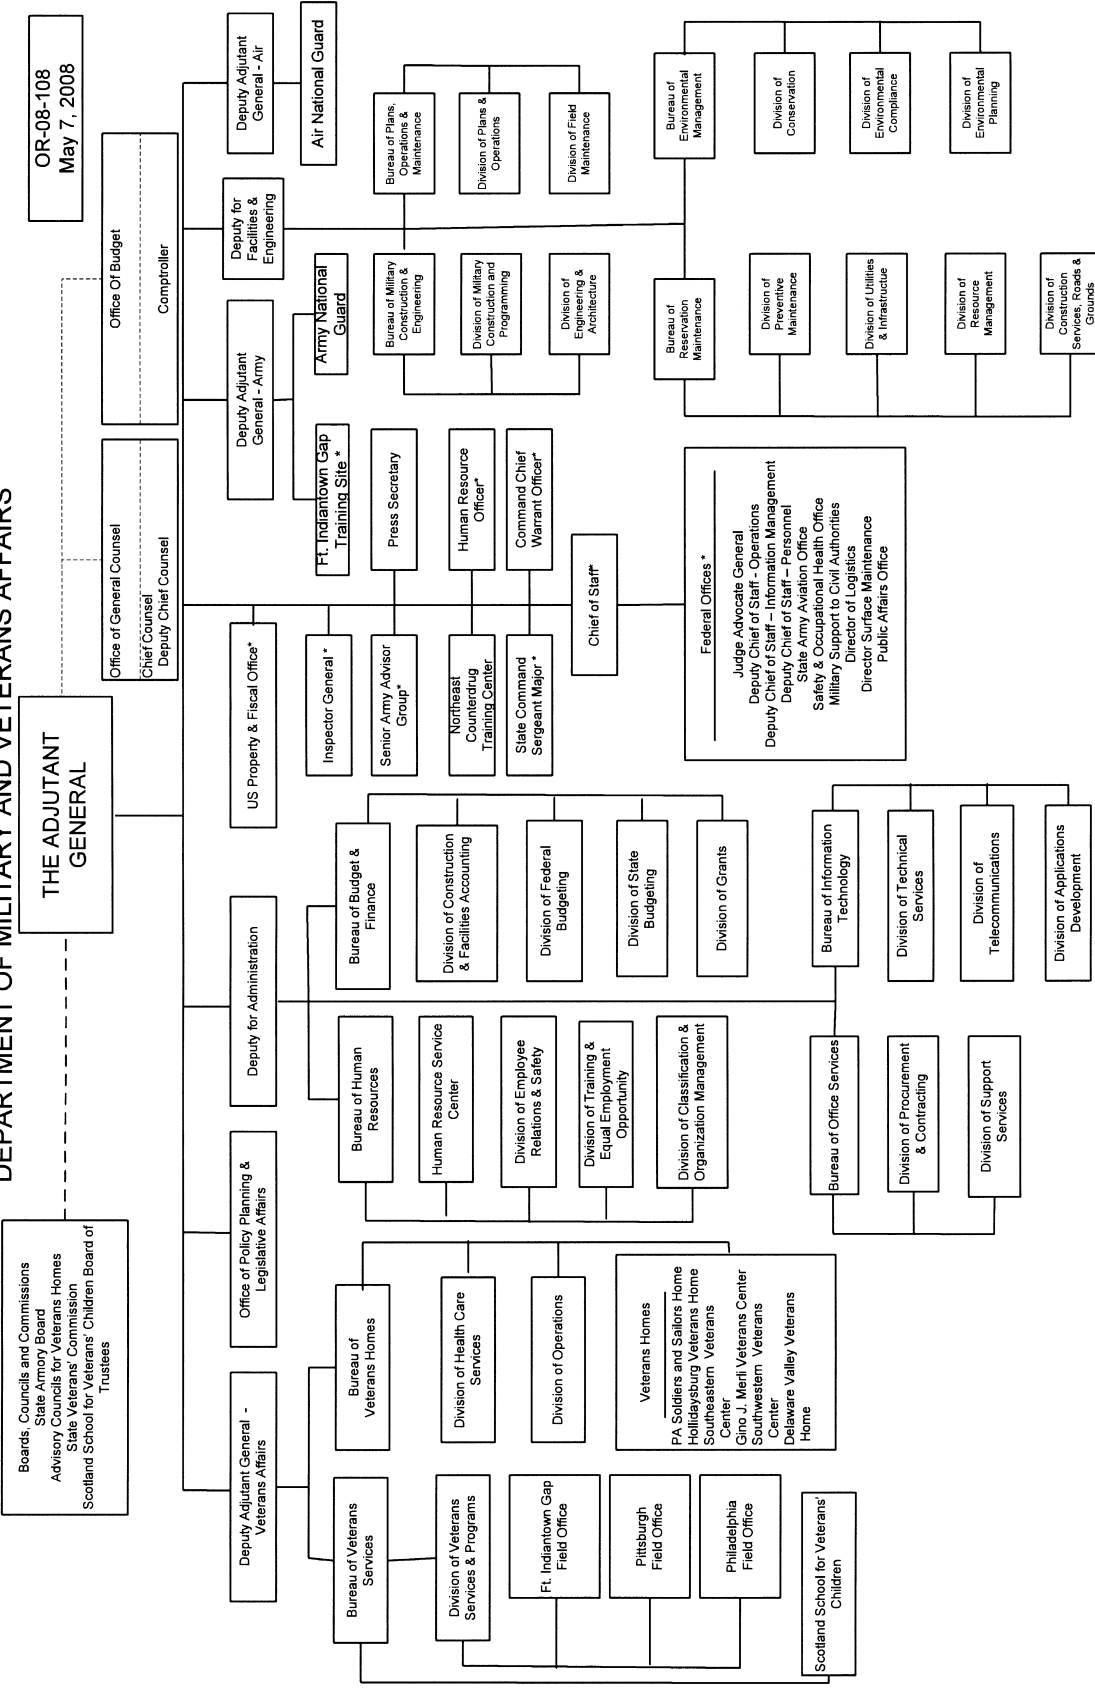 DEPARTMENT OF MILITARY AND VETERANS AFFAIRS
OR-08-108
May 7, 2008
Boards, Councils and Commissions
State Armory Board
Advisory Councils for Veterans Homes
State Veterans' Commission
Scotland School for Veterans' Children Board of
Trustees
THE ADJUTANT
GENERAL
Office of General Counsel
Chief Counsel
Deputy Chief Counsel
Office Of Budget
Comptroller
Deputy Adjutant General -
Veterans Affairs
Office of Policy Planning &
Legislative Affairs
Deputy for Administration
US Property & Fiscal Office*
Deputy Adjutant
General - Army
Deputy for
Facilities &
Engineering
Deputy Adjutant
General - Air
Air National Guard
Ft. Indiantown Gap
Training Site *
Army National
Guard
Bureau of Veterans
Services
Division of Veterans
Services & Programs
Ft. Indiantown Gap
Field Office
Pittsburgh
Field Office
Philadelphia
Field Office
Scotland School for Veterans'
Children
Bureau of
Veterans Homes
Division of Health Care
Services
Division of Operations
Veterans Homes
PA Soldiers and Sailors Home
Hollidaysburg Veterans Home
Southeastern Veterans
Center
Gino J. Merli Veterans Center
Southwestern Veterans
Center
Delaware Valley Veterans
Home
Bureau of Human
Resources
Human Resource Service
Center
Division of Employee
Relations & Safety
Division of Training &
Equal Employment
Opportunity
Division of Classification &
Organization Management
Bureau of Budget &
Finance
Division of Construction
& Facilities Accounting
Division of Federal
Budgeting
Division of State
Budgeting
Division of Grants
Bureau of Office Services
Division of Procurement
& Contracting
Division of Support
Services
Bureau of Information
Technology
Division of Technical
Services
Division of
Telecommunications
Division of Applications
Development
Inspector General *
Senior Army Advisor
Group*
Press Secretary
Northeast
Counterdrug
Training Center
Human Resource
Officer*
State Command
Sergeant Major *
Command Chief
Warrant Officer*
Chief of Staff*
Federal Offices *
Judge Advocate General
Deputy Chief of Staff - Operations
Deputy Chief of Staff – Information Management
Deputy Chief of Staff – Personnel
State Army Aviation Office
Safety & Occupational Health Office
Military Support to Civil Authorities
Director of Logistics
Director Surface Maintenance
Public Affairs Office
Bureau of Military
Construction &
Engineering
Division of Military
Construction and
Programming
Division of
Engineering &
Architecture
Bureau of Plans,
Operations &
Maintenance
Division of Plans &
Operations
Division of Field
Maintenance
Bureau of
Reservation
Maintenance
Division of
Preventive
Maintenance
Division of Utilities
& Infrastructue
Division of
Resource
Management
Division of
Construction
Services, Roads &
Grounds
Bureau of
Environmental
Management
Division of
Conservation
Division of
Environmental
Compliance
Division of
Environmental
Planning